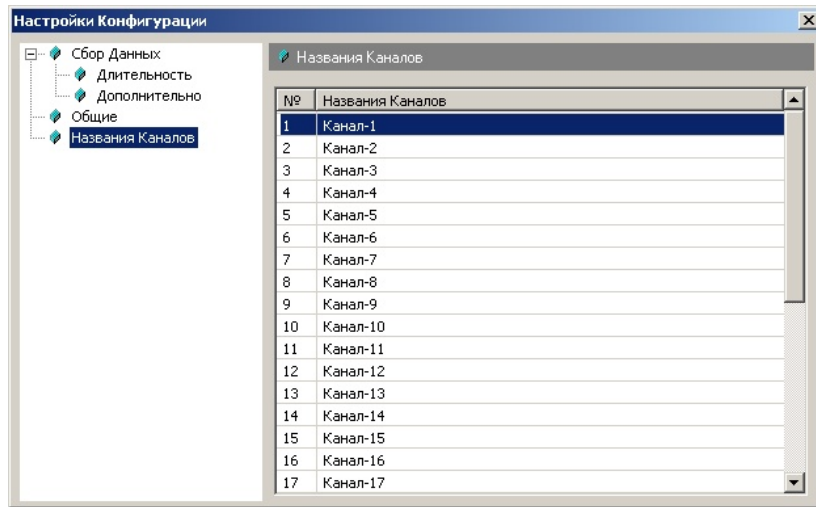 Настройки Конфигурации
Сбор Данных
Длительность
Дополнительно
Общие
Названия Каналов
Названия Каналов
№ Названия Каналов
1 Канал-1
2 Канал-2
3 Канал-3
4 Канал-4
5 Канал-5
6 Канал-6
7 Канал-7
8 Канал-8
9 Канал-9
10 Канал-10
11 Канал-11
12 Канал-12
13 Канал-13
14 Канал-14
15 Канал-15
16 Канал-16
17 Канал-17